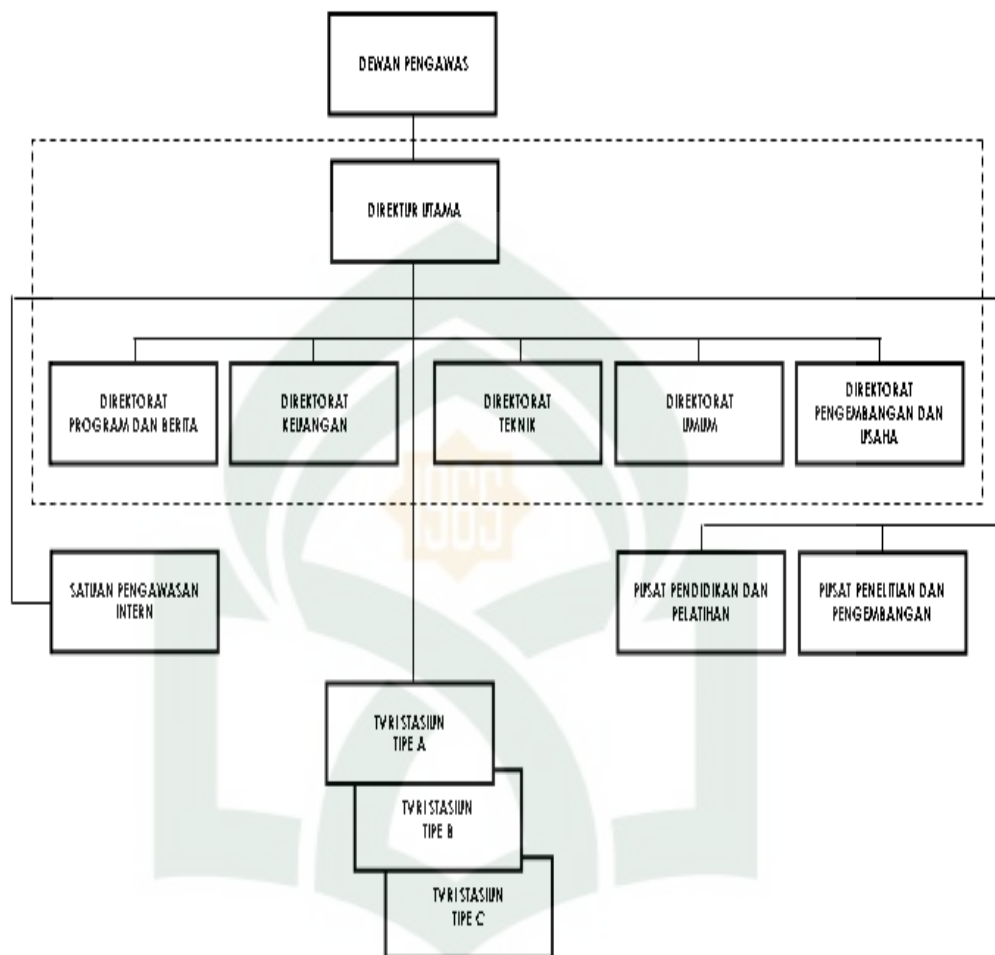 DEWAN PENGAWAS
DIREKTUR UTAMA
DIREKTORAT
PROGRAM DAN BERITA
DIREKTORAT
KEUANGAN
DIREKTORAT
TEKNIK
DIREKTORAT
UMUM
DIREKTORAT
PENGEMBANGAN DAN
USAHA
1965
SATUAN PENGAWASAN
INTERN
PUSAT PENDIDIKAN DAN
PELATIHAN
PUSAT PENELITIAN DAN
PENGEMBANGAN
TVRI STASIUN
TIPE A
TVRI STASIUN
TIPE B
TVRI STASIUN
TIPE C